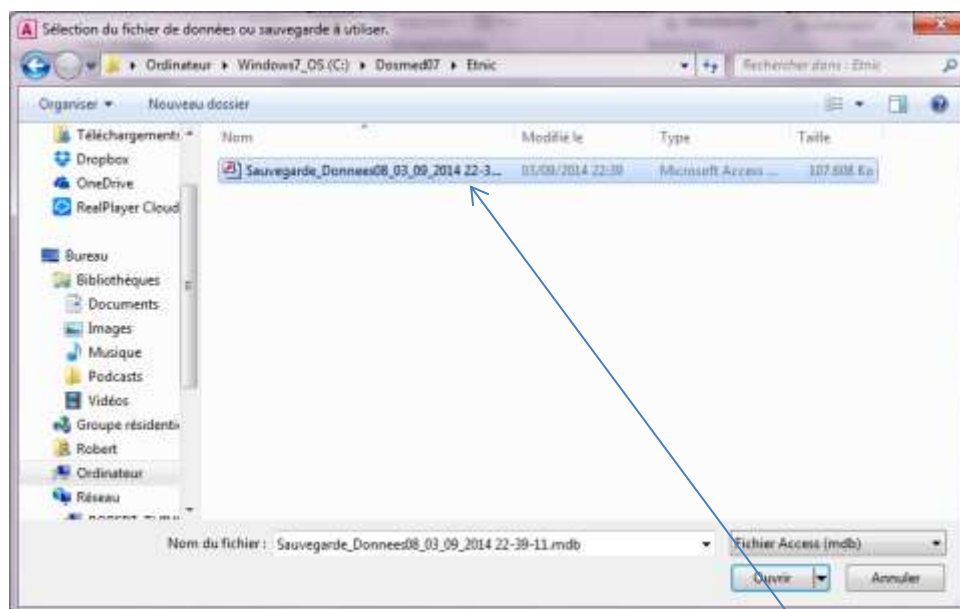 Sélection du fichier de données ou sauvegarde à utiliser.
Ordinateur ▸ Windows7_OS (C:) ▸ Dosmed07 ▸ Etnic
Rechercher dans : Etnic
Organiser
Nouveau dossier
Nom
Modifié le
Type
Taille
Sauvegarde_Donnees08_03_09_2014 22-3...
03/09/2014 22:39
Microsoft Access ...
107.608 Ko
Téléchargements
Dropbox
OneDrive
RealPlayer Cloud
Bureau
Bibliothèques
Documents
Images
Musique
Podcasts
Vidéos
Groupe résidentie
Robert
Ordinateur
Réseau
Nom du fichier : Sauvegarde_Donnees08_03_09_2014 22-39-11.mdb
Fichier Access (mdb)
Ouvrir
Annuler